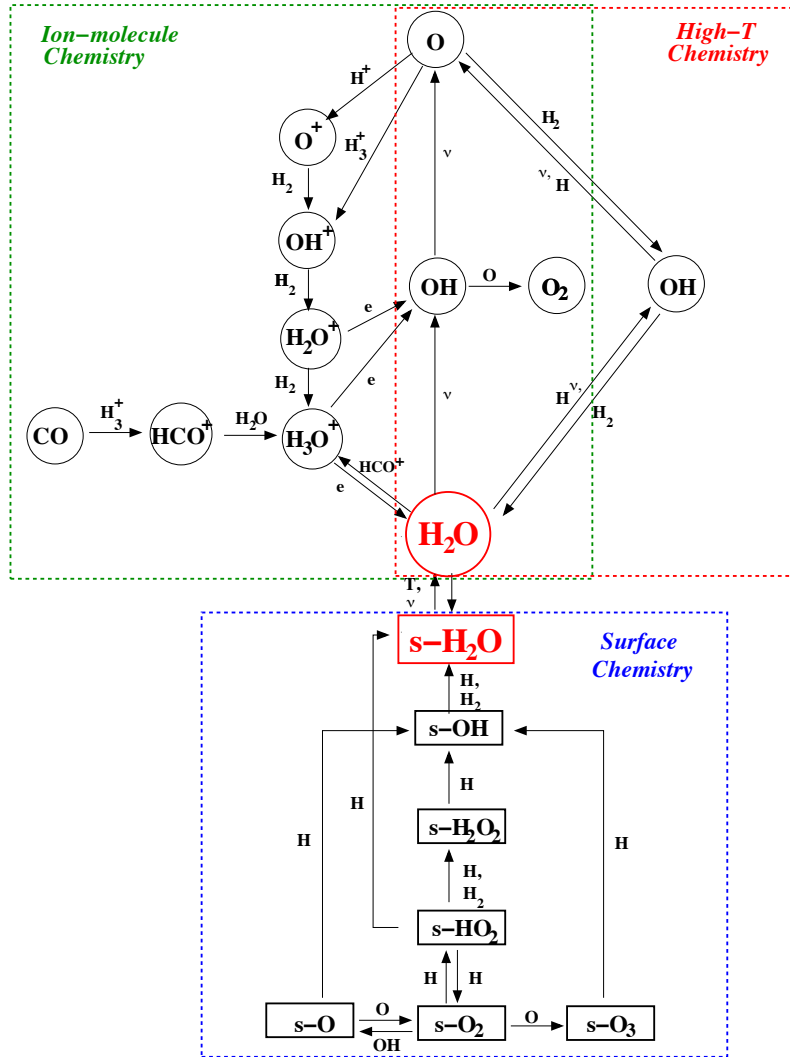 Ion−molecule
Chemistry
High−T
Chemistry
O
H⁺
H₂
O⁺
H₃⁺
ν
ν, H
H₂
OH⁺
H₂
OH
O
O₂
OH
e
H₂O⁺
H₂
e
ν
H ν,
H₂
CO
H₃⁺
HCO⁺
H₂O
H₃O⁺
HCO⁺
e
H₂O
T,
ν
s−H₂O
Surface
Chemistry
H,
H₂
s−OH
H
H
H
H
s−H₂O₂
H,
H₂
s−HO₂
H
H
s−O
O
OH
s−O₂
O
s−O₃